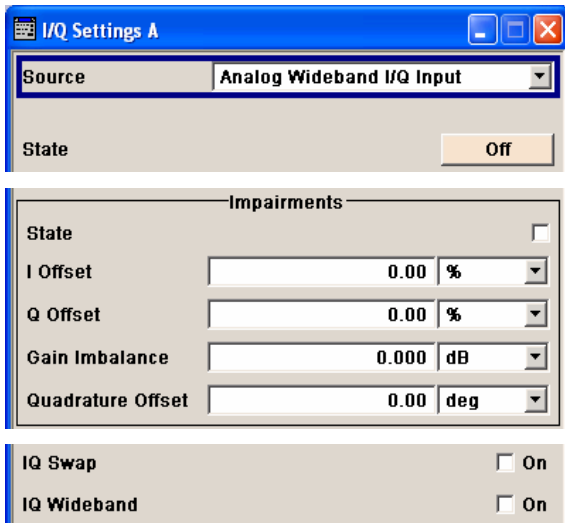 I/Q Settings A
Source Analog Wideband I/Q Input
State Off
Impairments
State
I Offset 0.00 %
Q Offset 0.00 %
Gain Imbalance 0.000 dB
Quadrature Offset 0.00 deg
IQ Swap On
IQ Wideband On